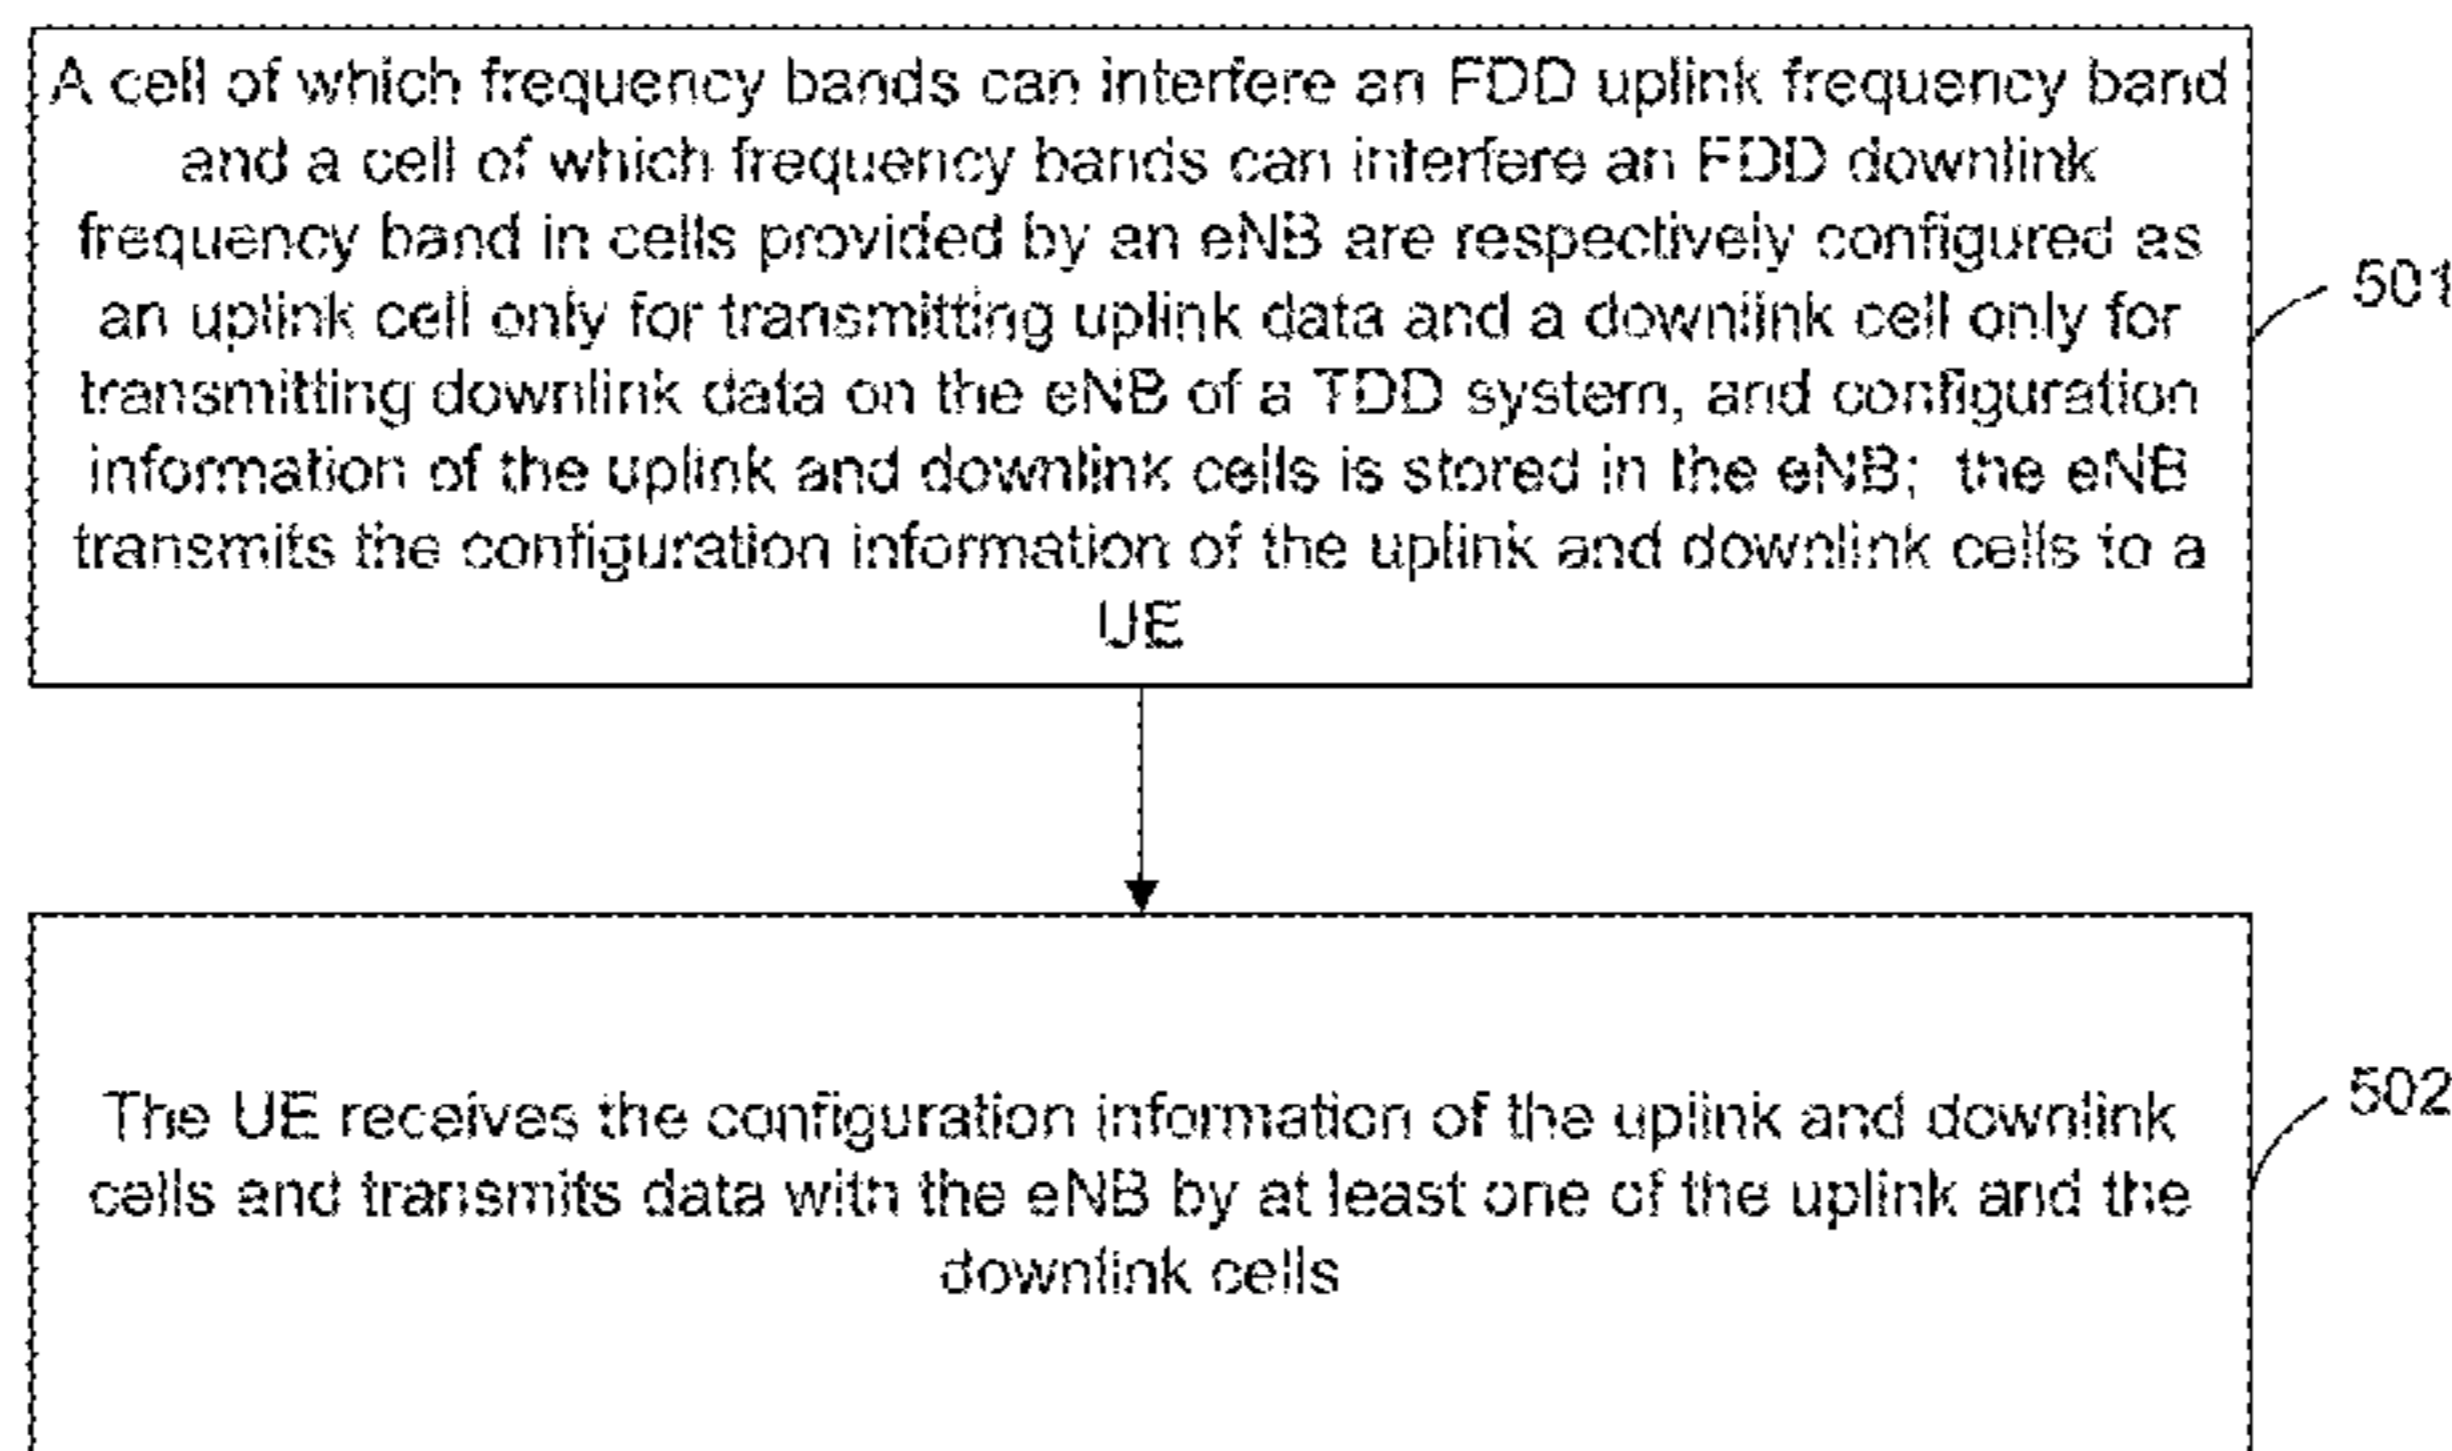 A cell of which frequency bands can interfere an FDD uplink frequency band
and a cell of which frequency bands can interfere an FDD downlink
frequency band in cells provided by an eNB are respectively configured as
an uplink cell only for transmitting uplink data and a downlink cell only for
transmitting downlink data on the eNB of a TDD system, and configuration
information of the uplink and downlink cells is stored in the eNB; the eNB
transmits the configuration information of the uplink and downlink cells to a
UE
501
The UE receives the configuration information of the uplink and downlink
cells and transmits data with the eNB by at least one of the uplink and the
downlink cells
502